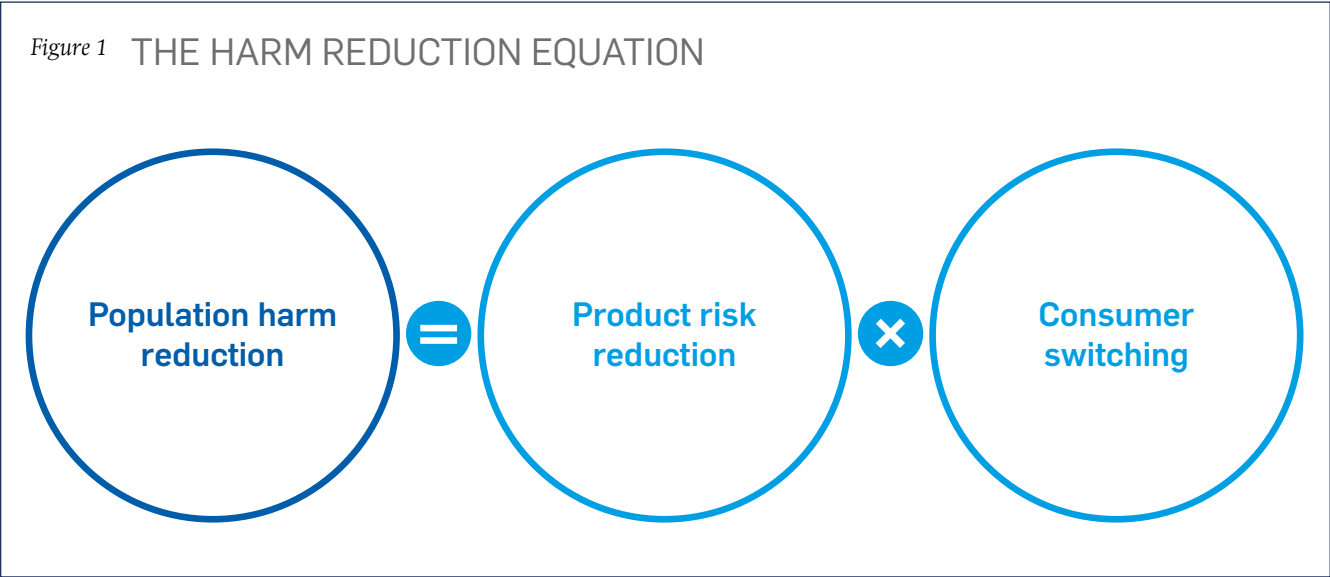 Figure 1 THE HARM REDUCTION EQUATION
Population harm
reduction
=
Product risk
reduction
×
Consumer
switching